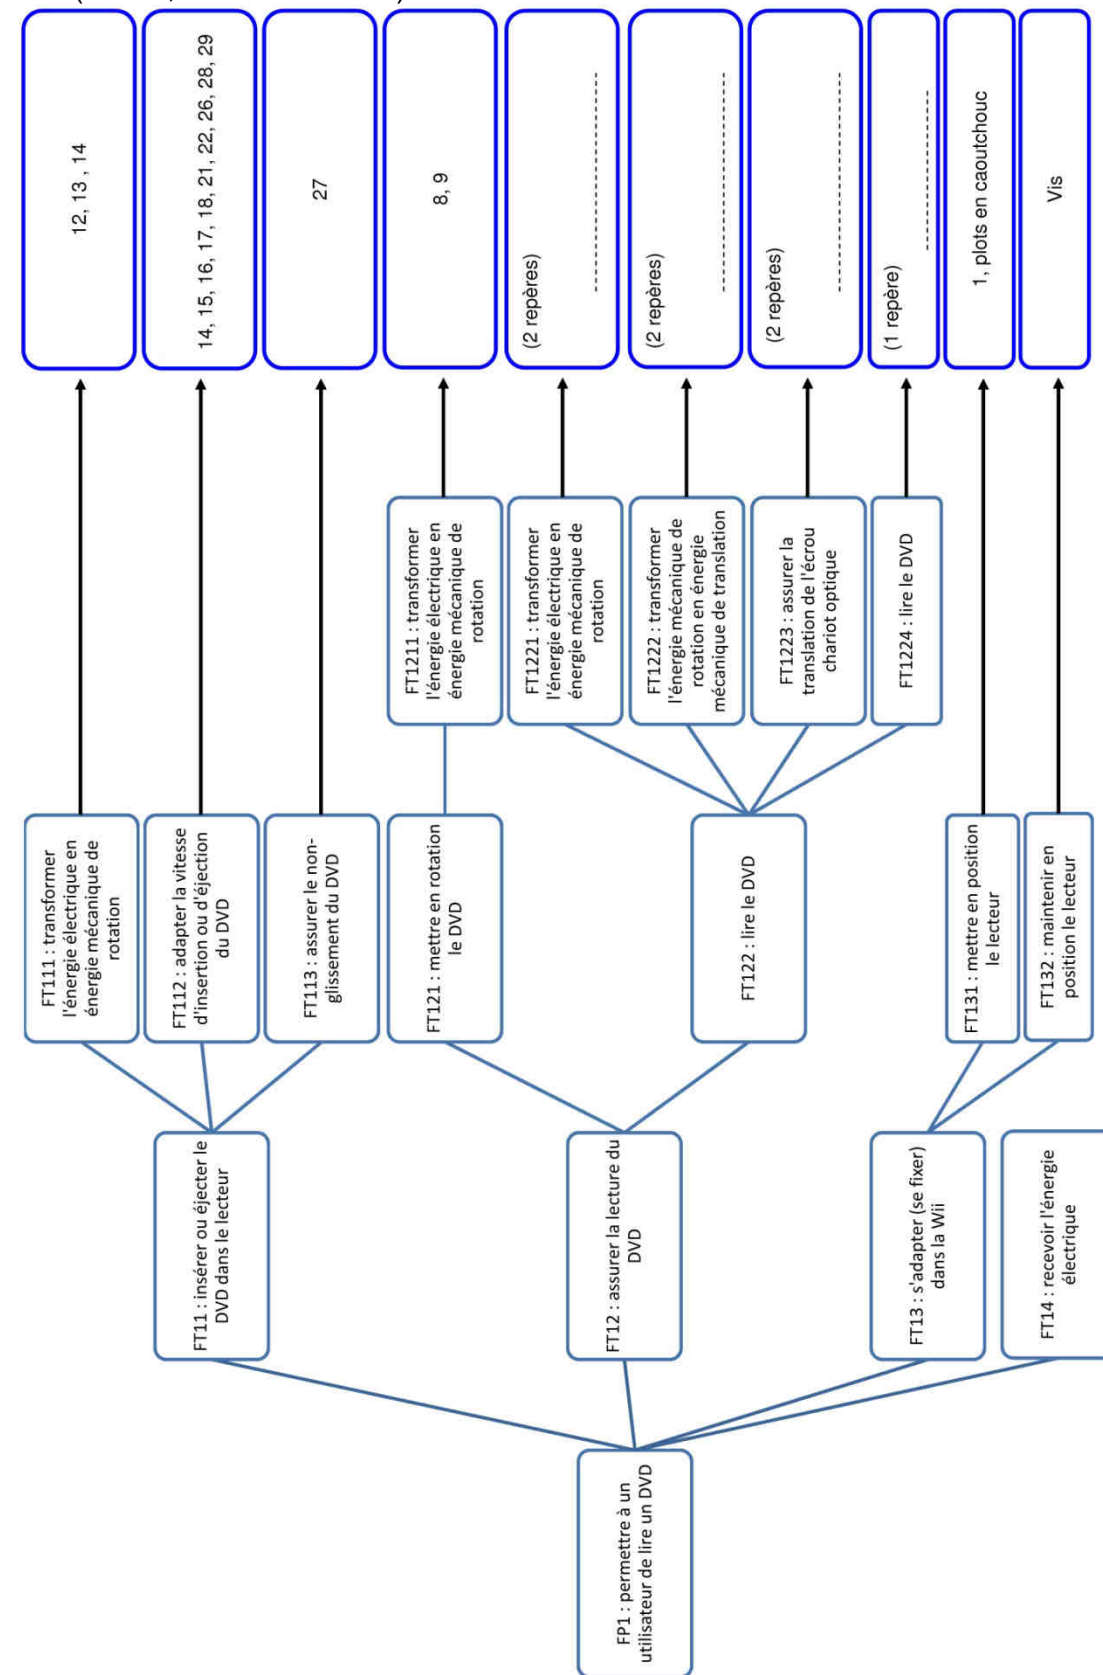 FP1 : permettre à un
utilisateur de lire un DVD
FT11 : insérer ou éjecter le
DVD dans le lecteur
FT12 : assurer la lecture du
DVD
FT13 : s'adapter (se fixer)
dans la Wii
FT14 : recevoir l'énergie
électrique
FT111 : transformer
l'énergie électrique en
énergie mécanique de
rotation
FT112 : adapter la vitesse
d'insertion ou d'éjection
du DVD
FT113 : assurer le non-
glissement du DVD
FT121 : mettre en rotation
le DVD
FT122 : lire le DVD
FT131 : mettre en position
le lecteur
FT132 : maintenir en
position le lecteur
FT1211 : transformer
l'énergie électrique en
énergie mécanique de
rotation
FT1221 : transformer
l'énergie électrique en
énergie mécanique de
rotation
FT1222 : transformer
l'énergie mécanique de
rotation en énergie
mécanique de translation
FT1223 : assurer la
translation de l'écrou
chariot optique
FT1224 : lire le DVD
12, 13 , 14
14, 15, 16, 17, 18, 21, 22, 26, 28, 29
27
8, 9
(2 repères)
(2 repères)
(2 repères)
(1 repère)
1, plots en caoutchouc
Vis